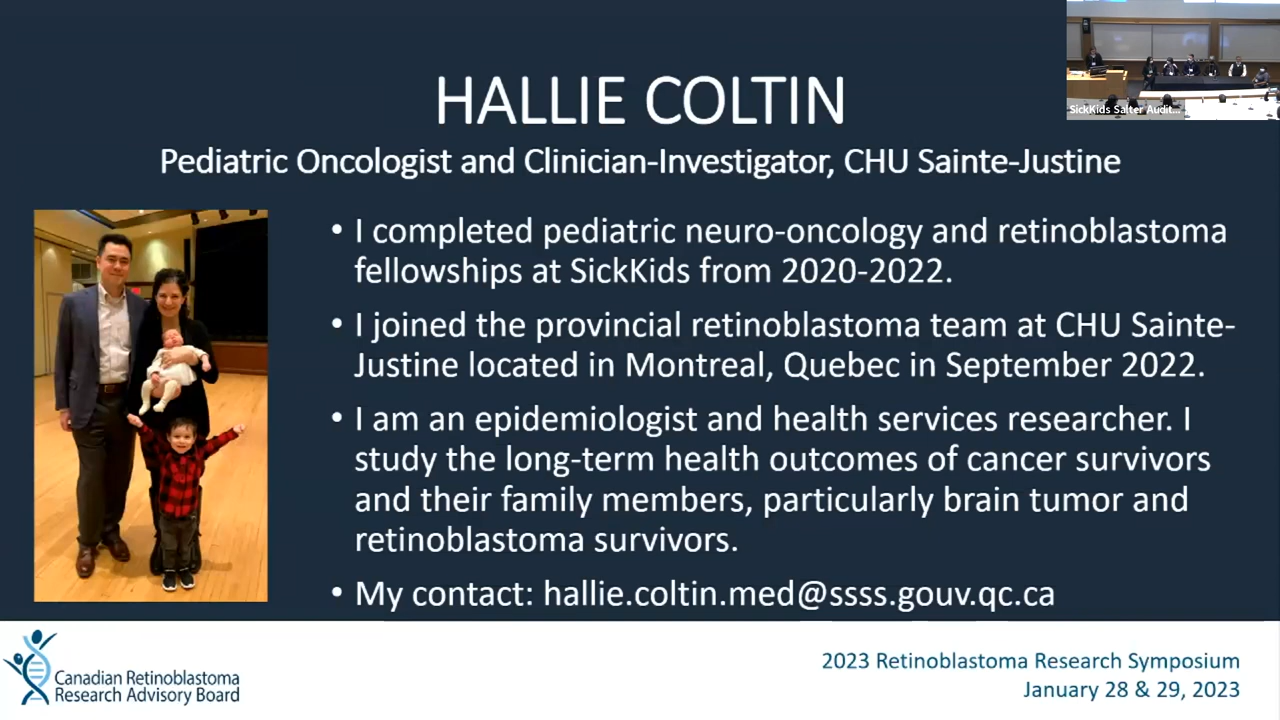 SickKids Salter Audit...
HALLIE COLTIN
Pediatric Oncologist and Clinician-Investigator, CHU Sainte-Justine
• I completed pediatric neuro-oncology and retinoblastoma
fellowships at SickKids from 2020-2022.
• I joined the provincial retinoblastoma team at CHU Sainte-
Justine located in Montreal, Quebec in September 2022.
• I am an epidemiologist and health services researcher. I
study the long-term health outcomes of cancer survivors
and their family members, particularly brain tumor and
retinoblastoma survivors.
• My contact: hallie.coltin.med@ssss.gouv.qc.ca
Canadian Retinoblastoma
Research Advisory Board
2023 Retinoblastoma Research Symposium
January 28 & 29, 2023